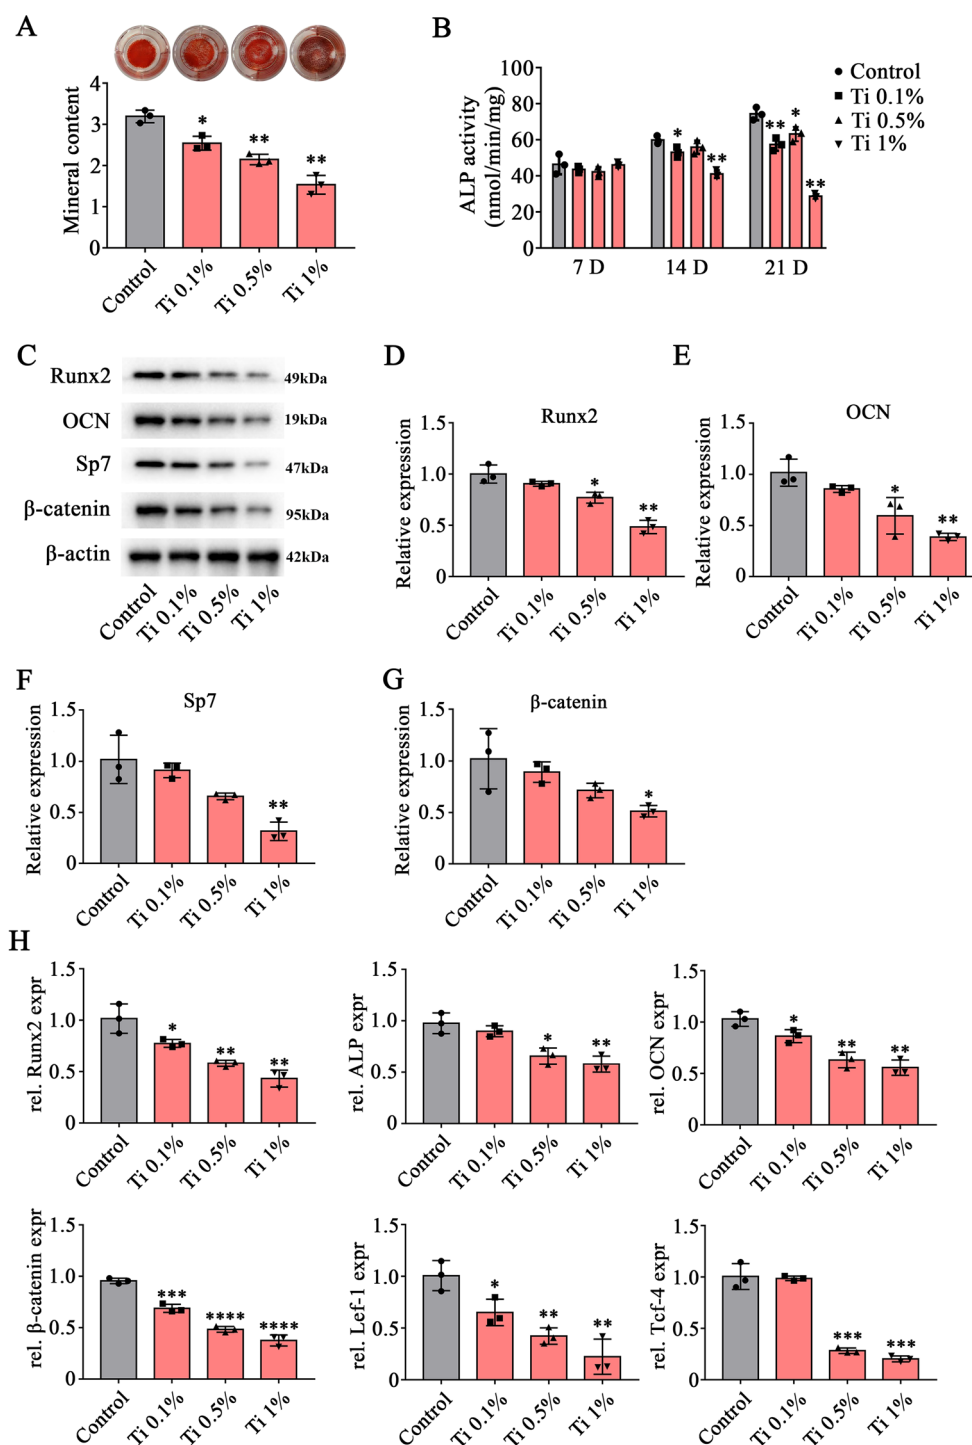 A
Mineral content
4
3
2
1
0
*
**
**
Control
Ti 0.1%
Ti 0.5%
Ti 1%
B
ALP activity
(nmol/min/mg)
100
80
60
40
20
0
*
**
**
*
**
7 D
14 D
21 D
Control
Ti 0.1%
Ti 0.5%
Ti 1%
C
Runx2
49kDa
OCN
19kDa
Sp7
47kDa
β-catenin
95kDa
β-actin
42kDa
Control
Ti 0.1%
Ti 0.5%
Ti 1%
D
Runx2
Relative expression
1.5
1.0
0.5
0
*
**
Control
Ti 0.1%
Ti 0.5%
Ti 1%
E
OCN
Relative expression
1.5
1.0
0.5
0
*
**
Control
Ti 0.1%
Ti 0.5%
Ti 1%
F
Sp7
Relative expression
1.5
1.0
0.5
0
**
Control
Ti 0.1%
Ti 0.5%
Ti 1%
G
β-catenin
Relative expression
1.5
1.0
0.5
0
*
Control
Ti 0.1%
Ti 0.5%
Ti 1%
H
rel. Runx2 expr
1.5
1.0
0.5
0
*
**
**
Control
Ti 0.1%
Ti 0.5%
Ti 1%
rel. ALP expr
1.5
1.0
0.5
0
*
**
Control
Ti 0.1%
Ti 0.5%
Ti 1%
rel. OCN expr
1.5
1.0
0.5
0
*
**
**
Control
Ti 0.1%
Ti 0.5%
Ti 1%
rel. β-catenin expr
1.5
1.0
0.5
0
***
****
****
Control
Ti 0.1%
Ti 0.5%
Ti 1%
rel. Lef-1 expr
1.5
1.0
0.5
0
*
**
**
Control
Ti 0.1%
Ti 0.5%
Ti 1%
rel. Tcf-4 expr
1.5
1.0
0.5
0
***
***
Control
Ti 0.1%
Ti 0.5%
Ti 1%